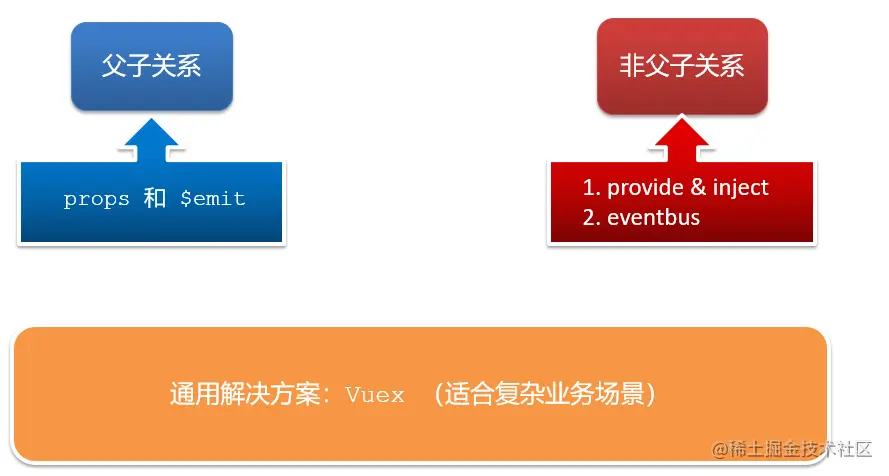 父子关系
非父子关系
props 和 $emit
1. provide & inject
2. eventbus
通用解决方案：Vuex （适合复杂业务场景）
@稀土掘金技术社区